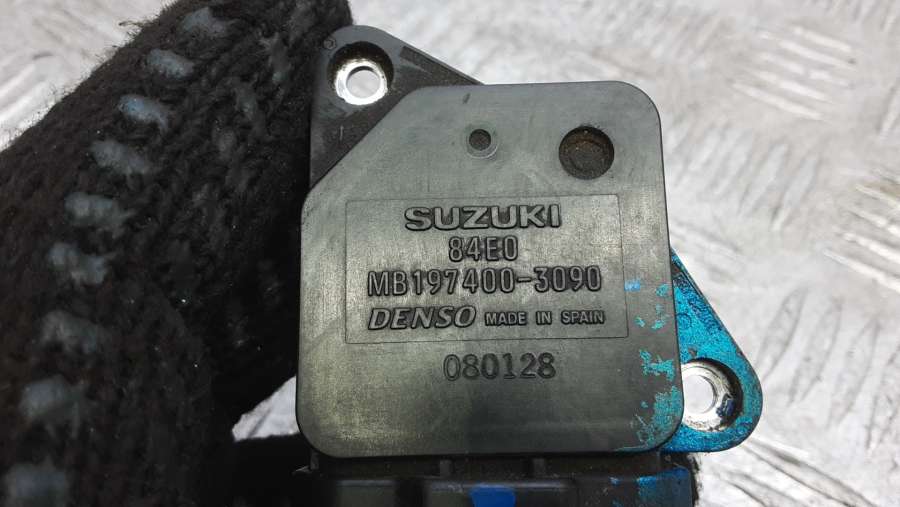 SUZUKI
84E0
MB197400-3090
DENSO MADE IN SPAIN
080128